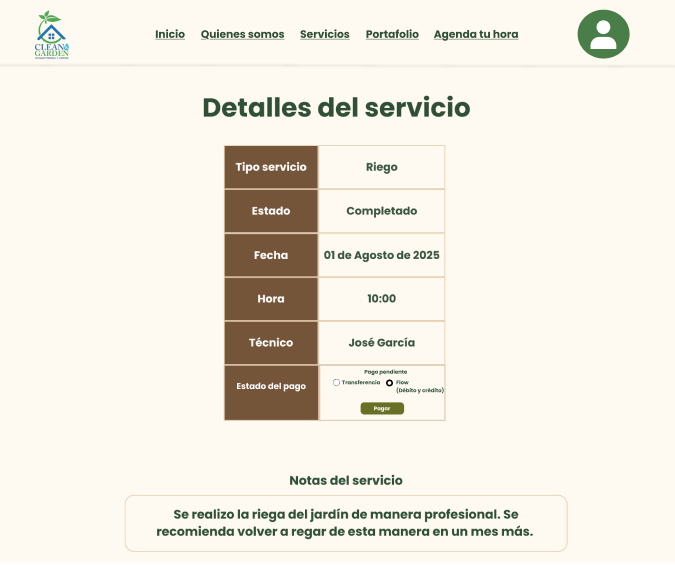 CLEAN
GARDEN
Inicio Quienes somos Servicios Portafolio Agenda tu hora
Detalles del servicio
Tipo servicio Riego
Estado Completado
Fecha 01 de Agosto de 2025
Hora 10:00
Técnico José García
Estado del pago
Pago pendiente
Transferencia Flow
(Débito y crédito)
Pagar
Notas del servicio
Se realizo la riega del jardín de manera profesional. Se
recomienda volver a regar de esta manera en un mes más.